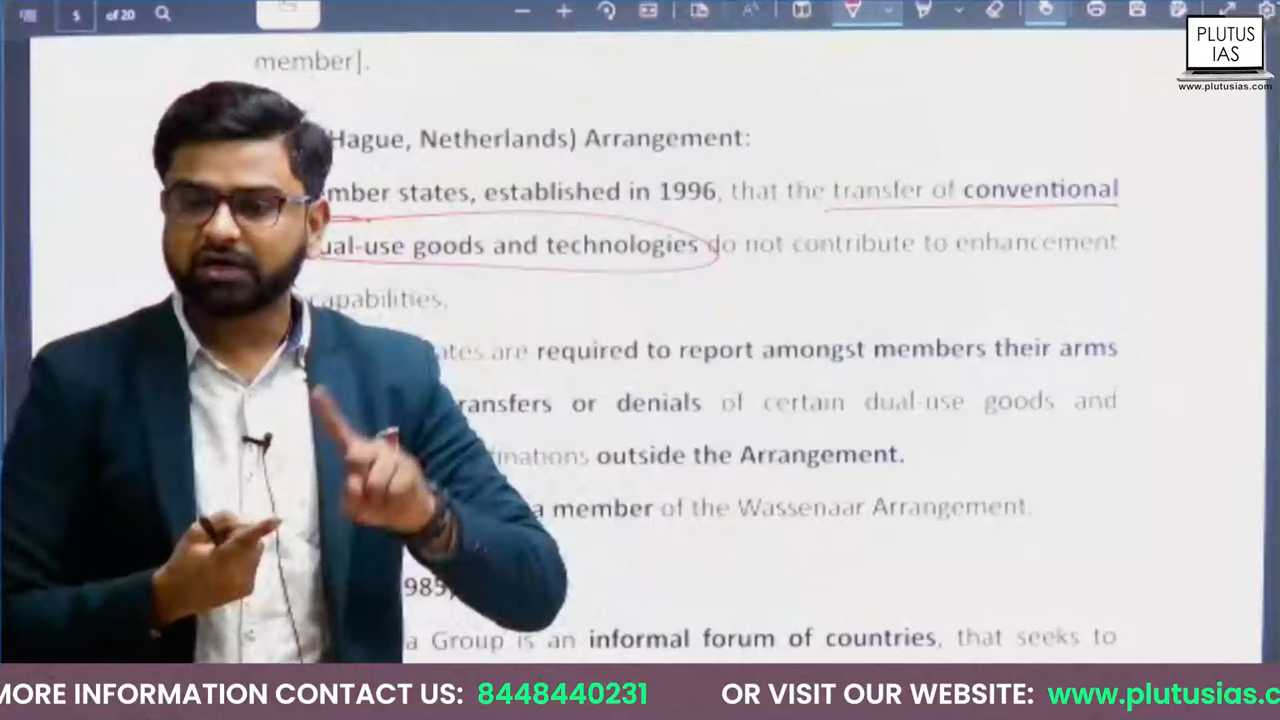 5 of 20
PLUTUS
IAS
www.plutusias.com
member].
Hague, Netherlands) Arrangement:
mber states, established in 1996, that the transfer of conventional
ual-use goods and technologies do not contribute to enhancement
capabilities.
ates are required to report amongst members their arms
ransfers or denials of certain dual-use goods and
inations outside the Arrangement.
a member of the Wassenaar Arrangement.
985,
a Group is an informal forum of countries, that seeks to
MORE INFORMATION CONTACT US: 8448440231 OR VISIT OUR WEBSITE: www.plutusias.c